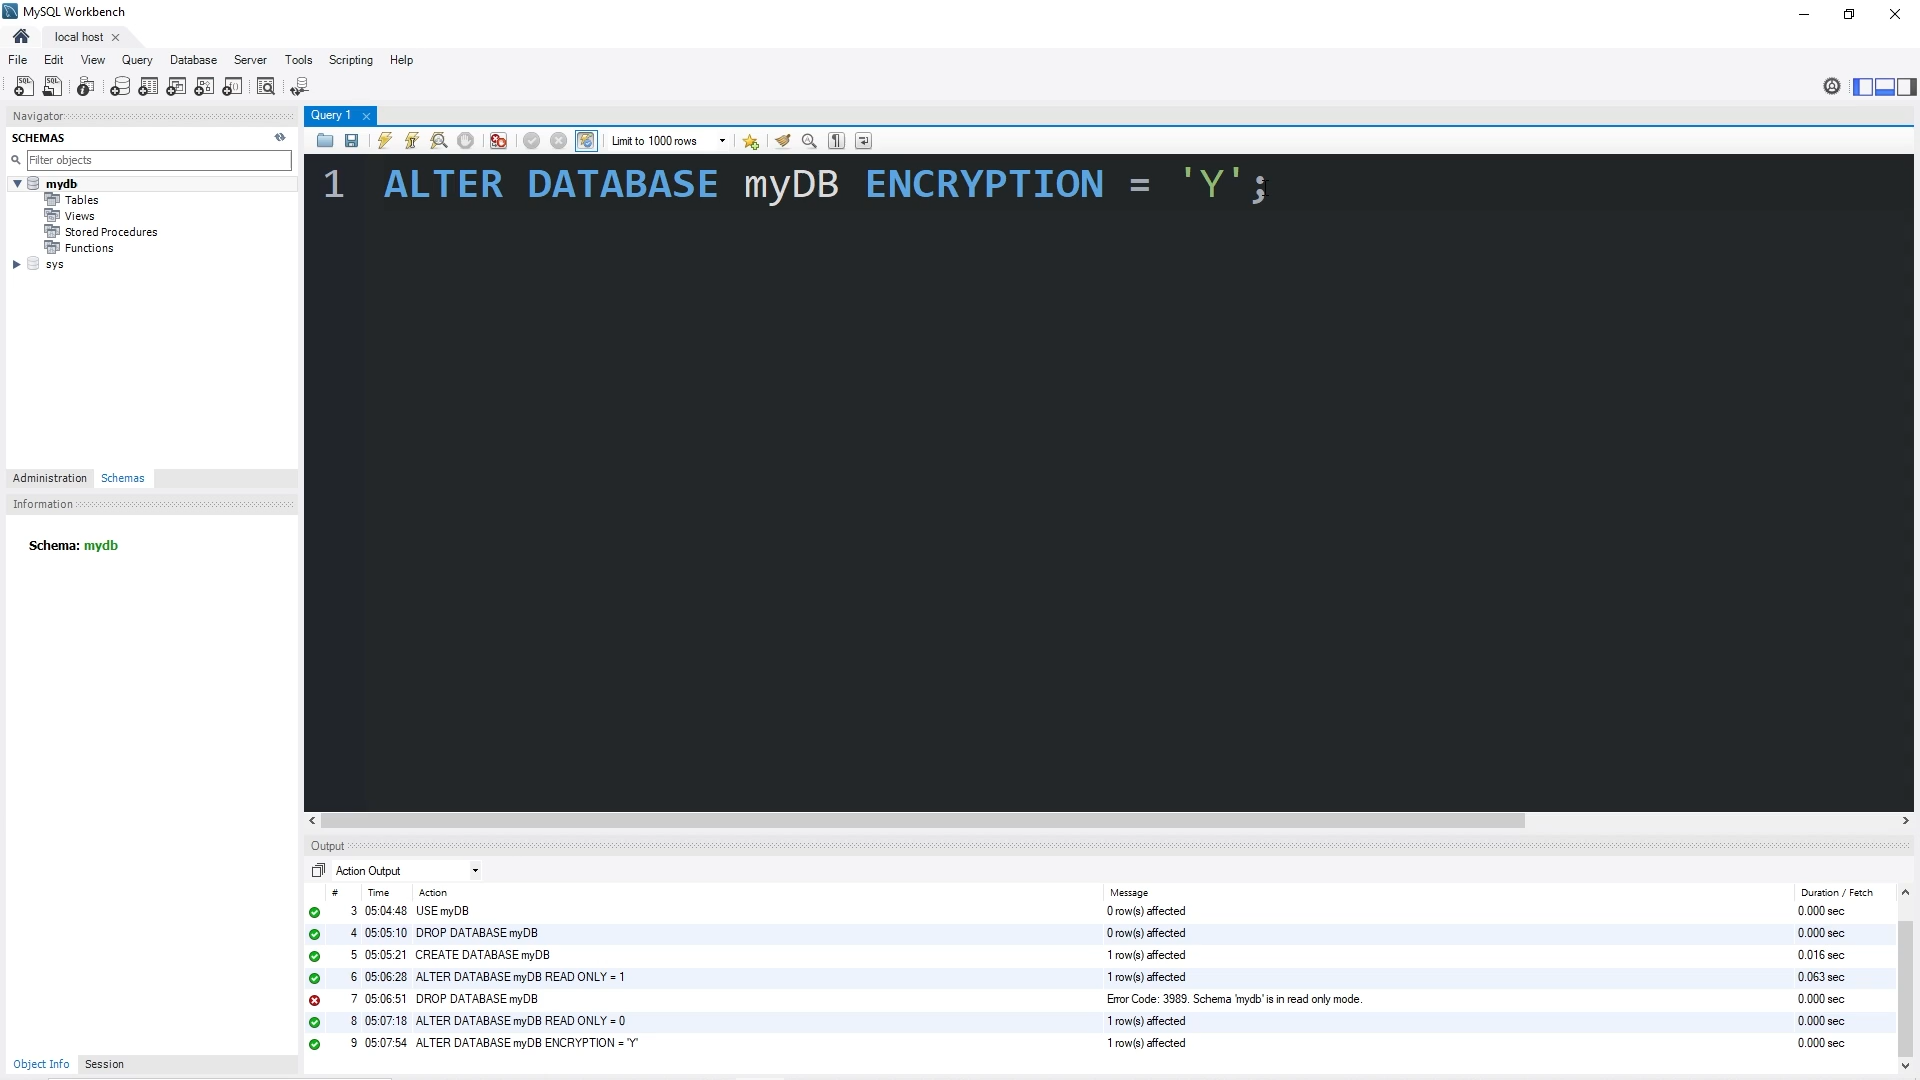 MySQL Workbench
local host
File Edit View Query Database Server Tools Scripting Help
Navigator
SCHEMAS
Filter objects
mydb
Tables
Views
Stored Procedures
Functions
sys
Administration Schemas
Information
Schema: mydb
Object Info Session
Query 1
Limit to 1000 rows
1 ALTER DATABASE myDB ENCRYPTION = 'Y';
Output
Action Output
# Time Action Message Duration / Fetch
3 05:04:48 USE myDB 0 row(s) affected 0.000 sec
4 05:05:10 DROP DATABASE myDB 0 row(s) affected 0.000 sec
5 05:05:21 CREATE DATABASE myDB 1 row(s) affected 0.016 sec
6 05:06:28 ALTER DATABASE myDB READ ONLY = 1 1 row(s) affected 0.063 sec
7 05:06:51 DROP DATABASE myDB Error Code: 3989. Schema 'mydb' is in read only mode. 0.000 sec
8 05:07:18 ALTER DATABASE myDB READ ONLY = 0 1 row(s) affected 0.000 sec
9 05:07:54 ALTER DATABASE myDB ENCRYPTION = 'Y' 1 row(s) affected 0.000 sec